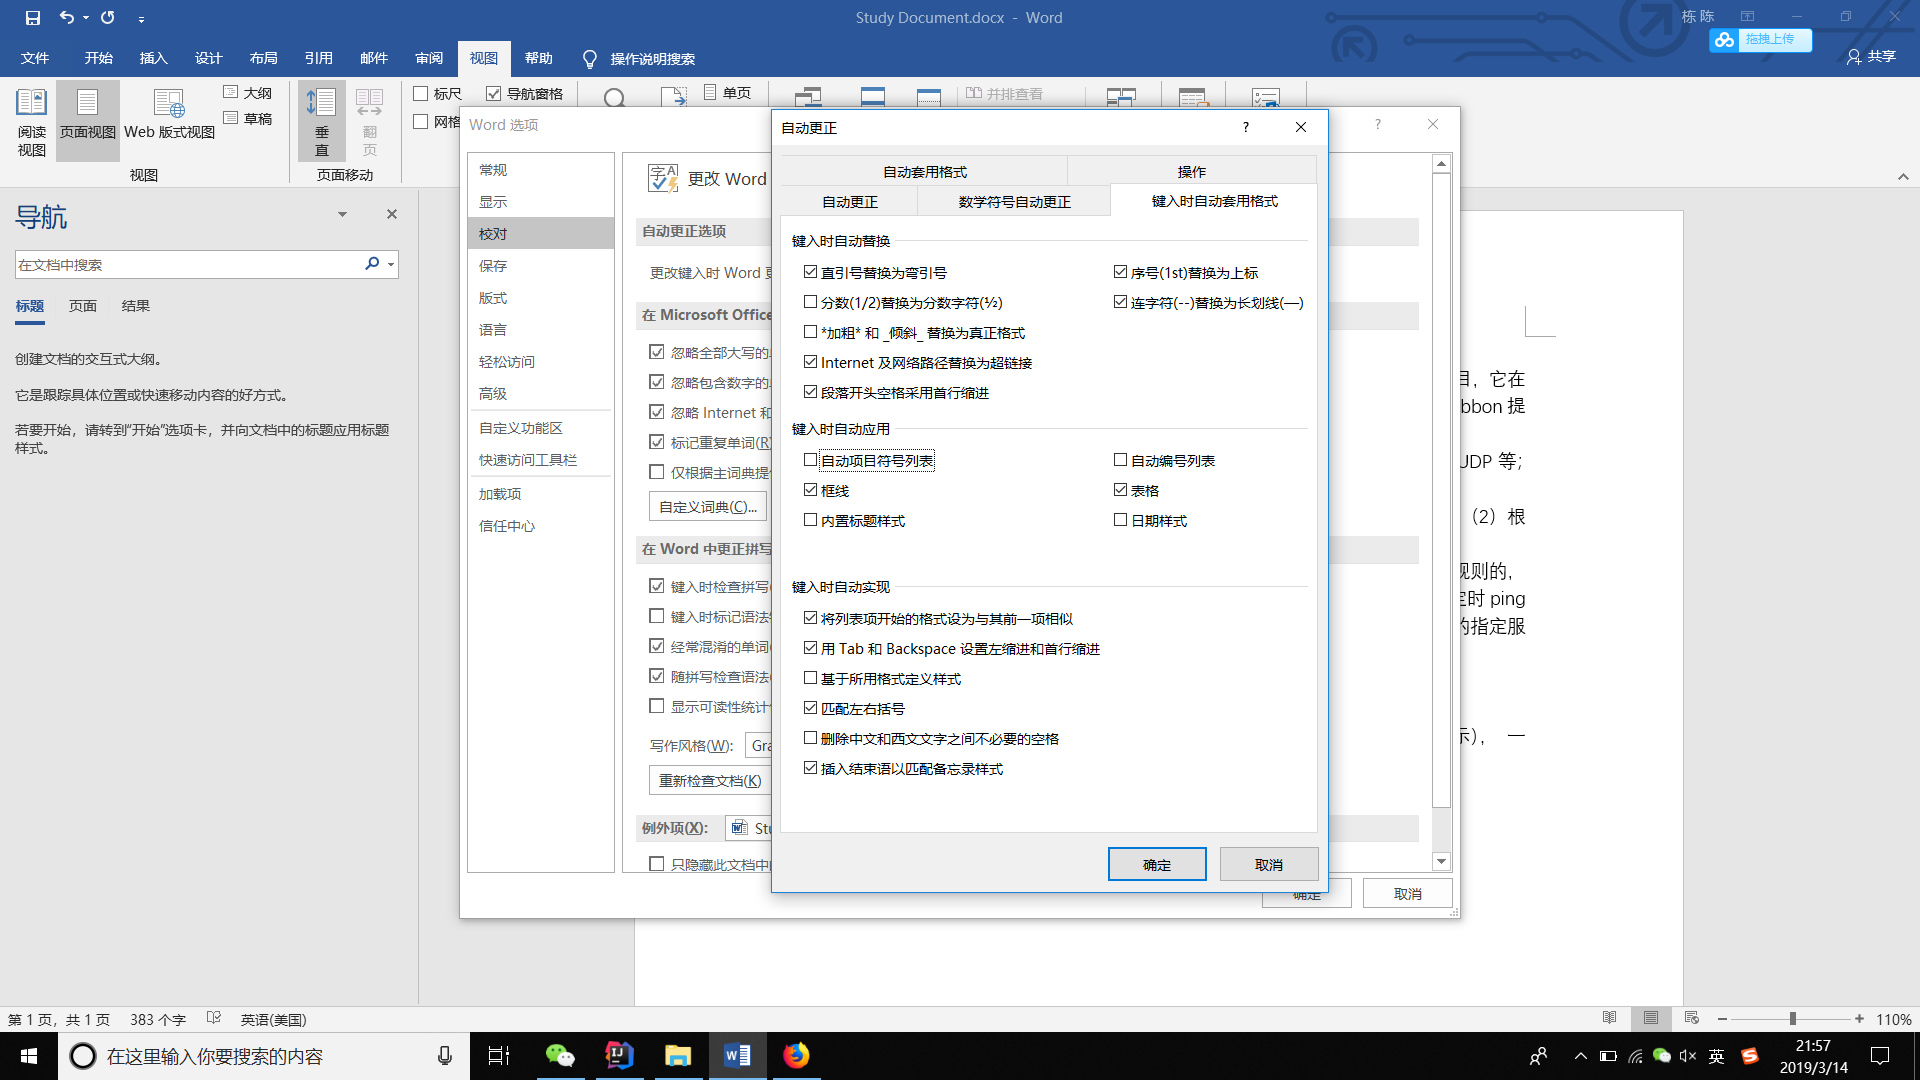 Study Document.docx - Word
栋 陈
拖拽上传
文件 开始 插入 设计 布局 引用 邮件 审阅 视图 帮助 操作说明搜索 共享
阅读视图 页面视图 Web 版式视图 大纲 草稿
视图
垂直 翻页
页面移动
标尺 导航窗格
网格
单页
并排查看
导航
在文档中搜索
标题 页面 结果
创建文档的交互式大纲。
它是跟踪具体位置或快速移动内容的好方式。
若要开始，请转到“开始”选项卡，并向文档中的标题应用标题
样式。
Word 选项
常规
显示
校对
保存
版式
语言
轻松访问
高级
自定义功能区
快速访问工具栏
加载项
信任中心
更改 Word
自动更正选项
更改键入时 Word
在 Microsoft Office
忽略全部大写的
忽略包含数字的
忽略 Internet 和
标记重复单词(R)
仅根据主词典提
自定义词典(C)...
在 Word 中更正拼写
键入时检查拼写
键入时标记语法
经常混淆的单词
随拼写检查语法
显示可读性统计
写作风格(W): Gra
重新检查文档(K)
例外项(X): Stu
只隐藏此文档中
确定 取消
自动更正
自动套用格式 操作
自动更正 数学符号自动更正 键入时自动套用格式
键入时自动替换
直引号替换为弯引号 序号(1st)替换为上标
分数(1/2)替换为分数字符(½) 连字符(--)替换为长划线(—)
*加粗* 和 _倾斜_ 替换为真正格式
Internet 及网络路径替换为超链接
段落开头空格采用首行缩进
键入时自动应用
自动项目符号列表 自动编号列表
框线 表格
内置标题样式 日期样式
键入时自动实现
将列表项开始的格式设为与其前一项相似
用 Tab 和 Backspace 设置左缩进和首行缩进
基于所用格式定义样式
匹配左右括号
删除中文和西文文字之间不必要的空格
插入结束语以匹配备忘录样式
确定 取消
目，它在
bbon 提
UDP 等；
（2）根
规则的，
定时 ping
的指定服
示）， 一
第 1 页，共 1 页 383 个字 英语(美国) 110%
在这里输入你要搜索的内容
英
21:57
2019/3/14